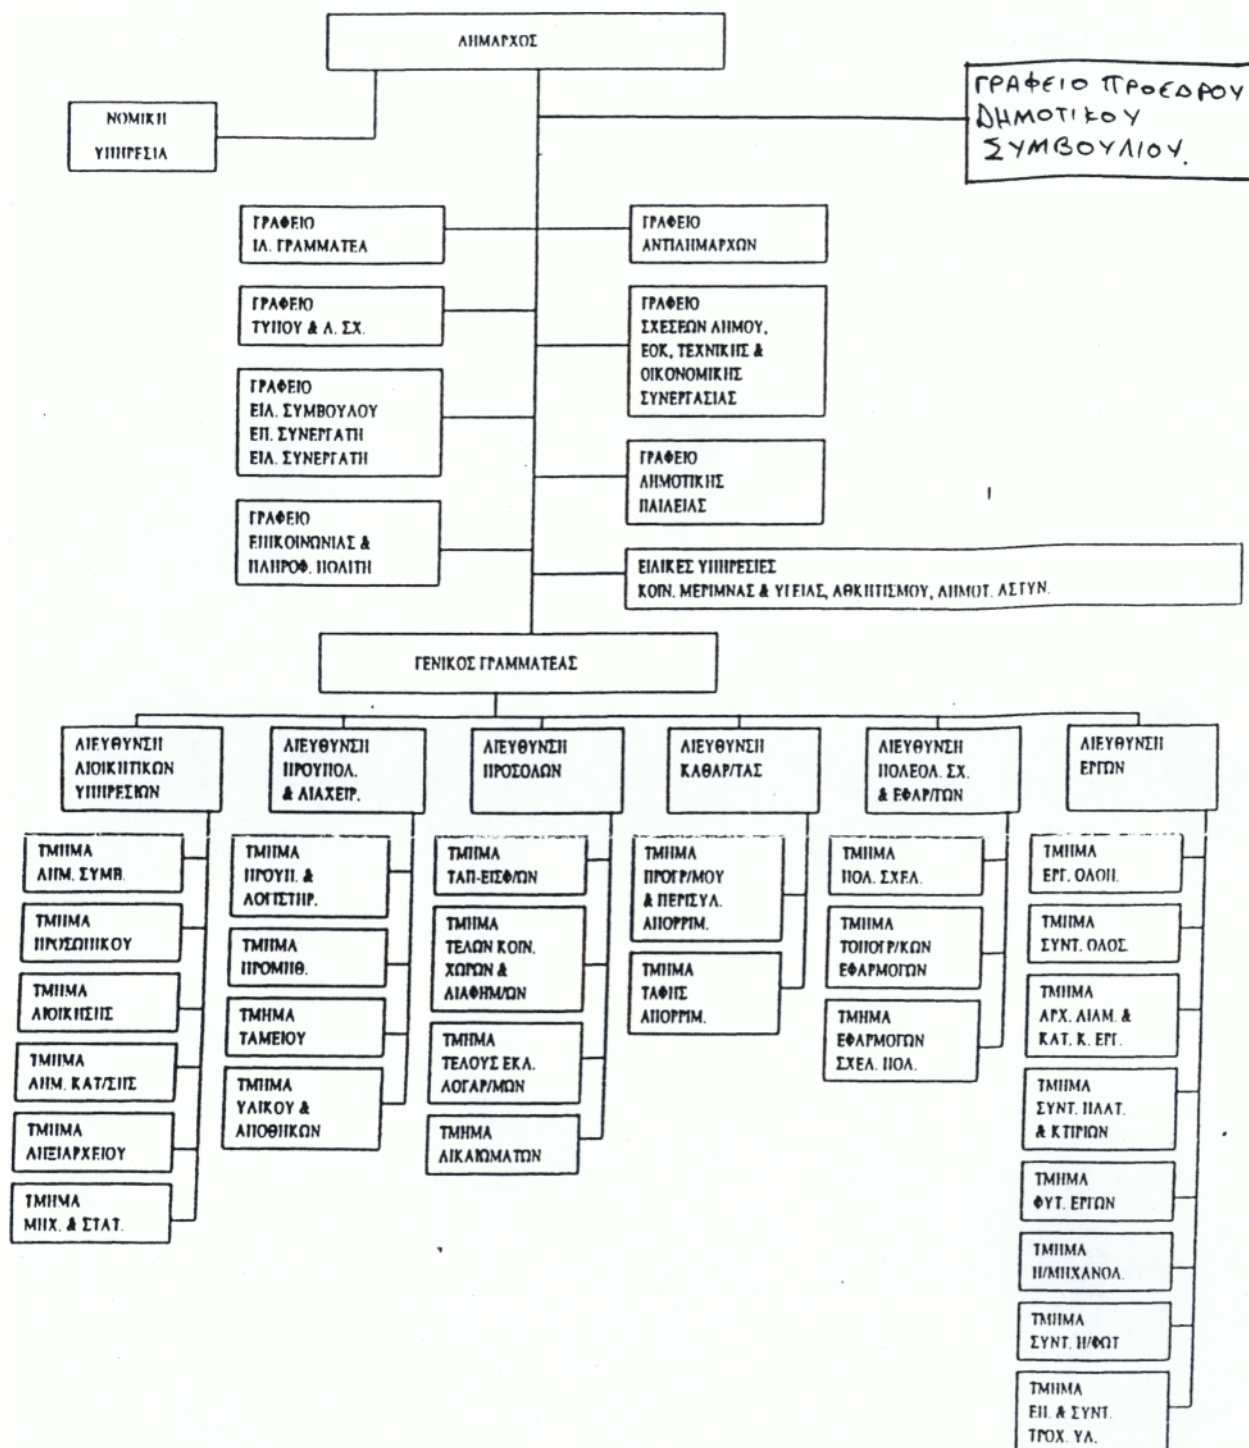 ΔΗΜΑΡΧΟΣ
ΓΡΑΦΕΙΟ ΠΡΟΕΔΡΟΥ
ΔΗΜΟΤΙΚΟΥ
ΣΥΜΒΟΥΛΙΟΥ.
ΝΟΜΙΚΗ
ΥΠΗΡΕΣΙΑ
ΓΡΑΦΕΙΟ
ΙΔ. ΓΡΑΜΜΑΤΕΑ
ΓΡΑΦΕΙΟ
ΑΝΤΙΔΗΜΑΡΧΩΝ
ΓΡΑΦΕΙΟ
ΤΥΠΟΥ & Δ. ΣΧ.
ΓΡΑΦΕΙΟ
ΣΧΕΣΕΩΝ ΔΗΜΟΥ,
ΕΟΚ, ΤΕΧΝΙΚΗΣ &
ΟΙΚΟΝΟΜΙΚΗΣ
ΣΥΝΕΡΓΑΣΙΑΣ
ΓΡΑΦΕΙΟ
ΕΙΔ. ΣΥΜΒΟΥΛΟΥ
ΕΠ. ΣΥΝΕΡΓΑΤΗ
ΕΙΔ. ΣΥΝΕΡΓΑΤΗ
ΓΡΑΦΕΙΟ
ΔΗΜΟΤΙΚΗΣ
ΠΑΙΔΕΙΑΣ
ΓΡΑΦΕΙΟ
ΕΠΙΚΟΙΝΩΝΙΑΣ &
ΠΛΗΡΟΦ. ΠΟΛΙΤΗ
ΕΙΔΙΚΕΣ ΥΠΗΡΕΣΙΕΣ
ΚΟΙΝ. ΜΕΡΙΜΝΑΣ & ΥΓΕΙΑΣ, ΑΘΚΗΤΙΣΜΟΥ, ΔΗΜΟΤ. ΑΣΤΥΝ.
ΓΕΝΙΚΟΣ ΓΡΑΜΜΑΤΕΑΣ
ΔΙΕΥΘΥΝΣΗ
ΔΙΟΙΚΗΤΙΚΩΝ
ΥΠΗΡΕΣΙΩΝ
ΤΜΗΜΑ
ΔΗΜ. ΣΥΜΒ.
ΤΜΗΜΑ
ΠΡΟΣΩΠΙΚΟΥ
ΤΜΗΜΑ
ΔΙΟΙΚΗΣΗΣ
ΤΜΗΜΑ
ΔΗΜ. ΚΑΤ/ΣΗΣ
ΤΜΗΜΑ
ΛΗΞΙΑΡΧΕΙΟΥ
ΤΜΗΜΑ
ΜΗΧ. & ΣΤΑΤ.
ΔΙΕΥΘΥΝΣΗ
ΠΡΟΥΠΟΛ.
& ΔΙΑΧΕΙΡ.
ΤΜΗΜΑ
ΠΡΟΥΠ. &
ΛΟΓΙΣΤΗΡ.
ΤΜΗΜΑ
ΠΡΟΜΗΘ.
ΤΜΗΜΑ
ΤΑΜΕΙΟΥ
ΤΜΗΜΑ
ΥΛΙΚΟΥ &
ΑΠΟΘΗΚΩΝ
ΔΙΕΥΘΥΝΣΗ
ΠΡΟΣΟΔΩΝ
ΤΜΗΜΑ
ΤΑΠ-ΕΙΣΦ/ΩΝ
ΤΜΗΜΑ
ΤΕΛΩΝ ΚΟΙΝ.
ΧΩΡΩΝ &
ΔΙΑΦΗΜ/ΩΝ
ΤΜΗΜΑ
ΤΕΛΟΥΣ ΕΚΔ.
ΛΟΓΑΡ/ΜΩΝ
ΤΜΗΜΑ
ΔΙΚΑΙΩΜΑΤΩΝ
ΔΙΕΥΘΥΝΣΗ
ΚΑΘΑΡ/ΤΑΣ
ΤΜΗΜΑ
ΠΡΟΓΡ/ΜΟΥ
& ΠΕΡΙΣΥΛ.
ΑΠΟΡΡΙΜ.
ΤΜΗΜΑ
ΤΑΦΗΣ
ΑΠΟΡΡΙΜ.
ΔΙΕΥΘΥΝΣΗ
ΠΟΛΕΟΔ. ΣΧ.
& ΕΦΑΡ/ΓΩΝ
ΤΜΗΜΑ
ΠΟΛ. ΣΧΕΔ.
ΤΜΗΜΑ
ΤΟΠΟΓΡ/ΚΩΝ
ΕΦΑΡΜΟΓΩΝ
ΤΜΗΜΑ
ΕΦΑΡΜΟΓΩΝ
ΣΧΕΔ. ΠΟΛ.
ΔΙΕΥΘΥΝΣΗ
ΕΡΓΩΝ
ΤΜΗΜΑ
ΕΡΓ. ΟΔΟΠ.
ΤΜΗΜΑ
ΣΥΝΤ. ΟΔΟΣ.
ΤΜΗΜΑ
ΑΡΧ. ΔΙΑΜ. &
ΚΑΤ. Κ. ΕΡΓ.
ΤΜΗΜΑ
ΣΥΝΤ. ΠΛΑΤ.
& ΚΤΙΡΙΩΝ
ΤΜΗΜΑ
ΦΥΤ. ΕΡΓΩΝ
ΤΜΗΜΑ
Η/ΜΗΧΑΝΟΛ.
ΤΜΗΜΑ
ΣΥΝΤ. Η/ΦΩΤ
ΤΜΗΜΑ
ΕΠ. & ΣΥΝΤ.
ΤΡΟΧ. ΥΛ.